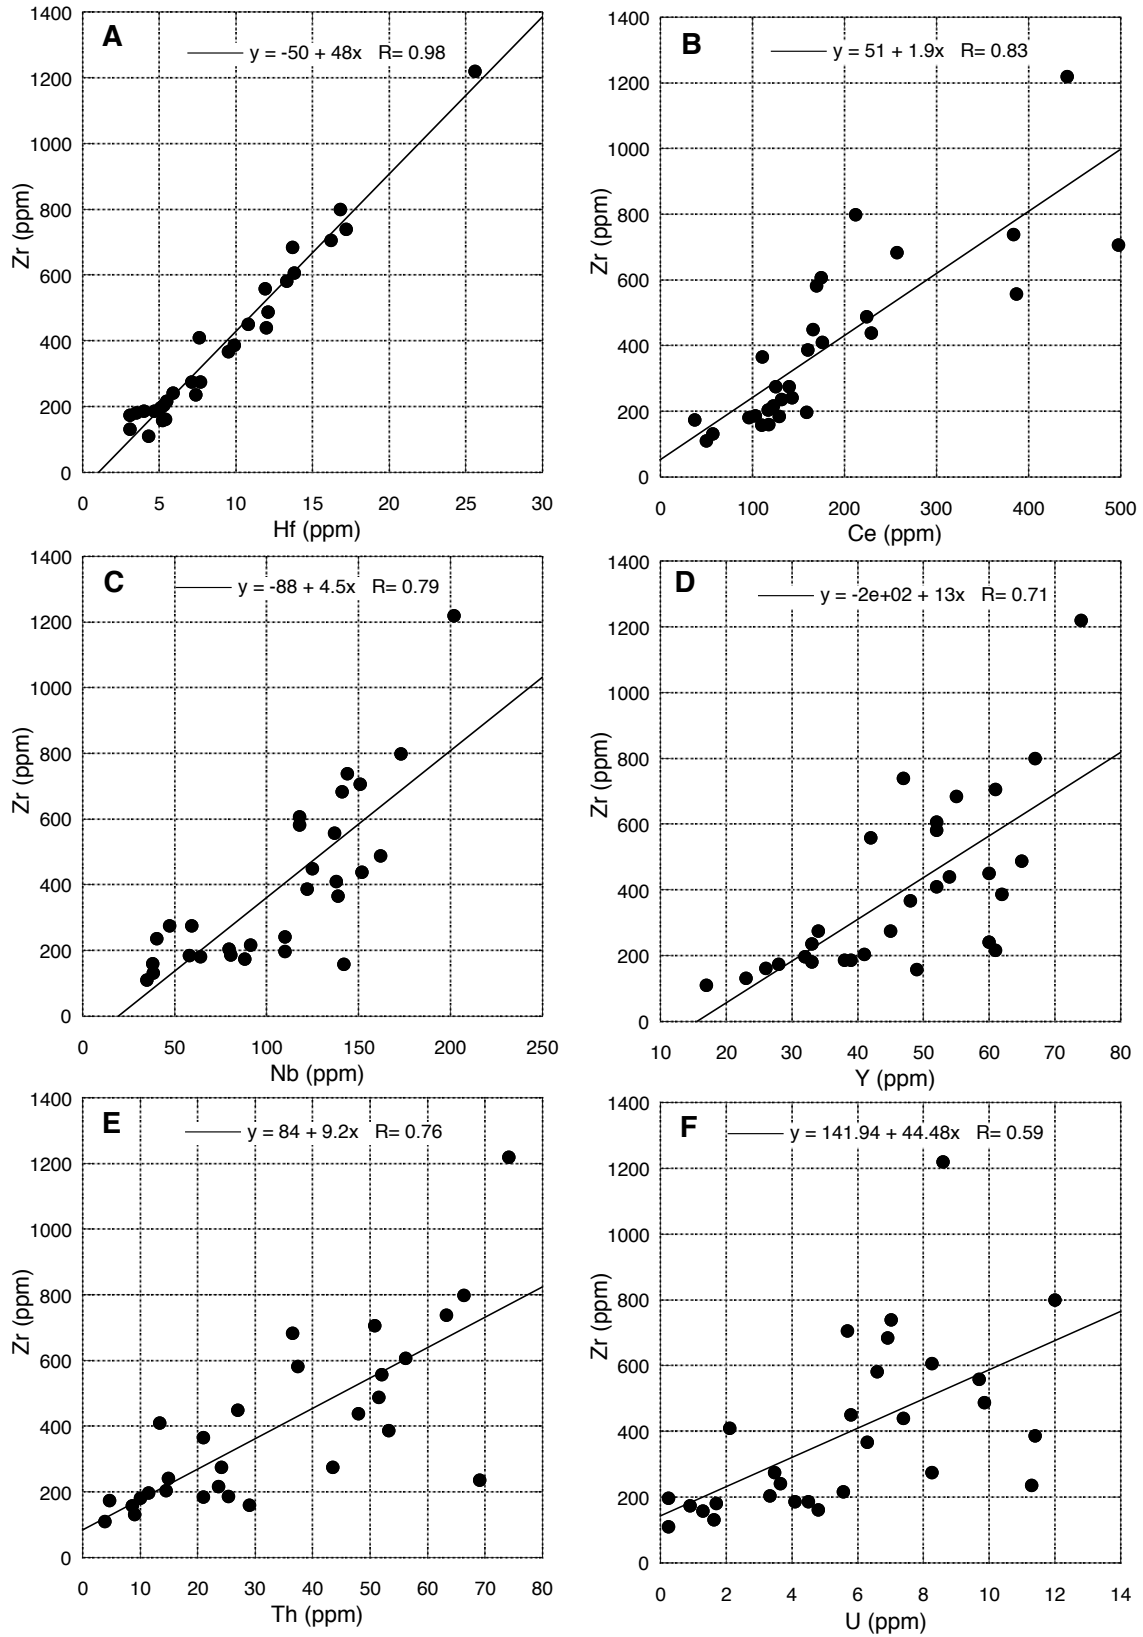 A
y = -50 + 48x R= 0.98
1400
1200
1000
800
600
400
200
0
Zr (ppm)
0 5 10 15 20 25 30
Hf (ppm)
B
y = 51 + 1.9x R= 0.83
1400
1200
1000
800
600
400
200
0
Zr (ppm)
0 100 200 300 400 500
Ce (ppm)
C
y = -88 + 4.5x R= 0.79
1400
1200
1000
800
600
400
200
0
Zr (ppm)
0 50 100 150 200 250
Nb (ppm)
D
y = -2e+02 + 13x R= 0.71
1400
1200
1000
800
600
400
200
0
Zr (ppm)
10 20 30 40 50 60 70 80
Y (ppm)
E
y = 84 + 9.2x R= 0.76
1400
1200
1000
800
600
400
200
0
Zr (ppm)
0 10 20 30 40 50 60 70 80
Th (ppm)
F
y = 141.94 + 44.48x R= 0.59
1400
1200
1000
800
600
400
200
0
Zr (ppm)
0 2 4 6 8 10 12 14
U (ppm)